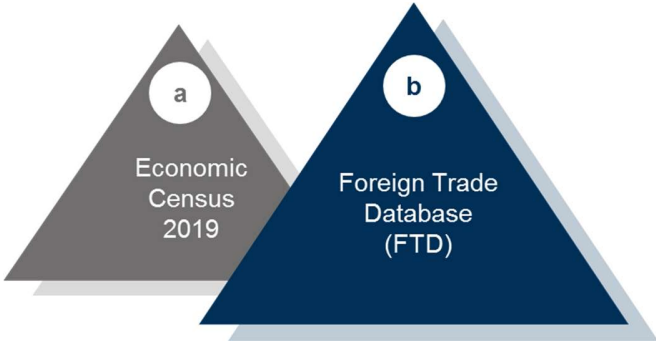 a
Economic
Census
2019
b
Foreign Trade
Database
(FTD)